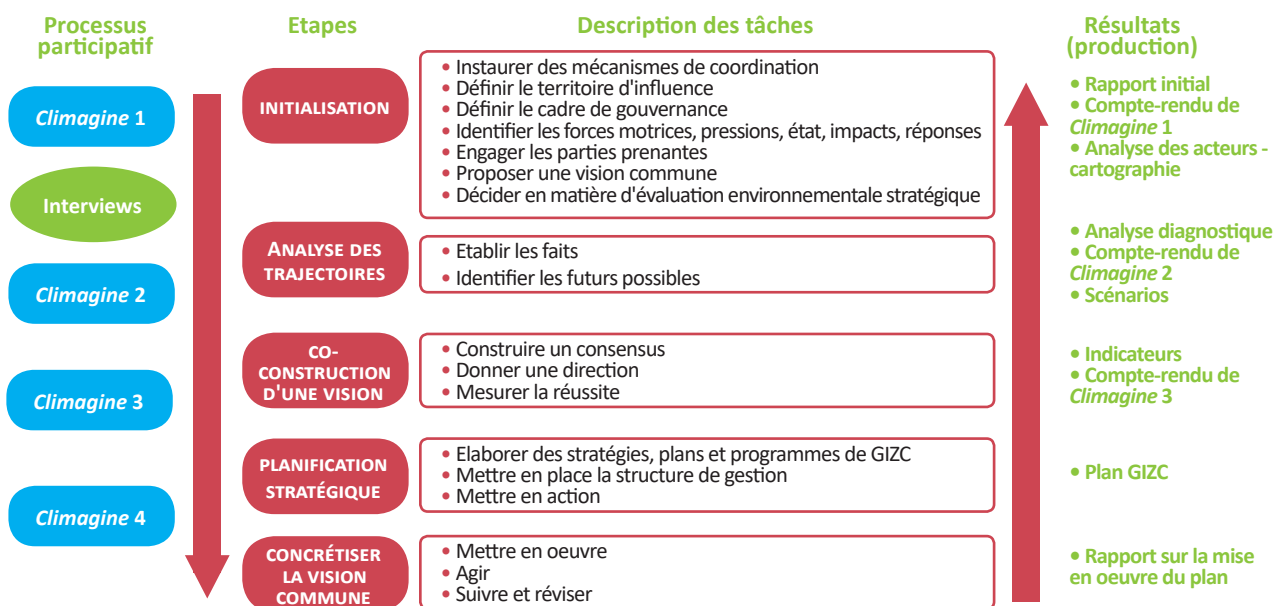 Processus
participatif
Etapes
Description des tâches
Résultats
(production)
Climagine 1
Interviews
Climagine 2
Climagine 3
Climagine 4
INITIALISATION
• Instaurer des mécanismes de coordination
• Définir le territoire d'influence
• Définir le cadre de gouvernance
• Identifier les forces motrices, pressions, état, impacts, réponses
• Engager les parties prenantes
• Proposer une vision commune
• Décider en matière d'évaluation environnementale stratégique
• Rapport initial
• Compte-rendu de
Climagine 1
• Analyse des acteurs -
cartographie
ANALYSE DES
TRAJECTOIRES
• Etablir les faits
• Identifier les futurs possibles
• Analyse diagnostique
• Compte-rendu de
Climagine 2
• Scénarios
CO-
CONSTRUCTION
D'UNE VISION
• Construire un consensus
• Donner une direction
• Mesurer la réussite
• Indicateurs
• Compte-rendu de
Climagine 3
PLANIFICATION
STRATÉGIQUE
• Elaborer des stratégies, plans et programmes de GIZC
• Mettre en place la structure de gestion
• Mettre en action
• Plan GIZC
CONCRÉTISER
LA VISION
COMMUNE
• Mettre en oeuvre
• Agir
• Suivre et réviser
• Rapport sur la mise
en oeuvre du plan